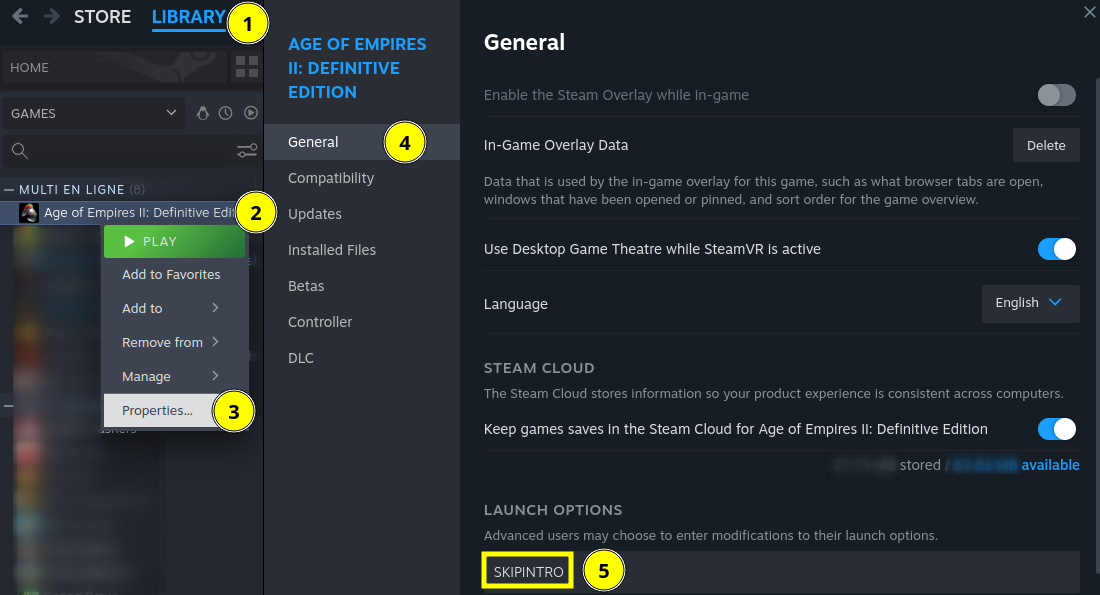 STORE LIBRARY 1
HOME
GAMES
MULTI EN LIGNE (8)
Age of Empires II: Definitive Edi 2
PLAY
Add to Favorites
Add to
Remove from
Manage
Properties... 3
AGE OF EMPIRES
II: DEFINITIVE
EDITION
General 4
Compatibility
Updates
Installed Files
Betas
Controller
DLC
General
Enable the Steam Overlay while in-game
In-Game Overlay Data
Delete
Data that is used by the in-game overlay for this game, such as what browser tabs are open,
windows that have been opened or pinned, and sort order for the game overview.
Use Desktop Game Theatre while SteamVR is active
Language
English
STEAM CLOUD
The Steam Cloud stores information so your product experience is consistent across computers.
Keep games saves in the Steam Cloud for Age of Empires II: Definitive Edition
stored / available
LAUNCH OPTIONS
Advanced users may choose to enter modifications to their launch options.
SKIPINTRO 5